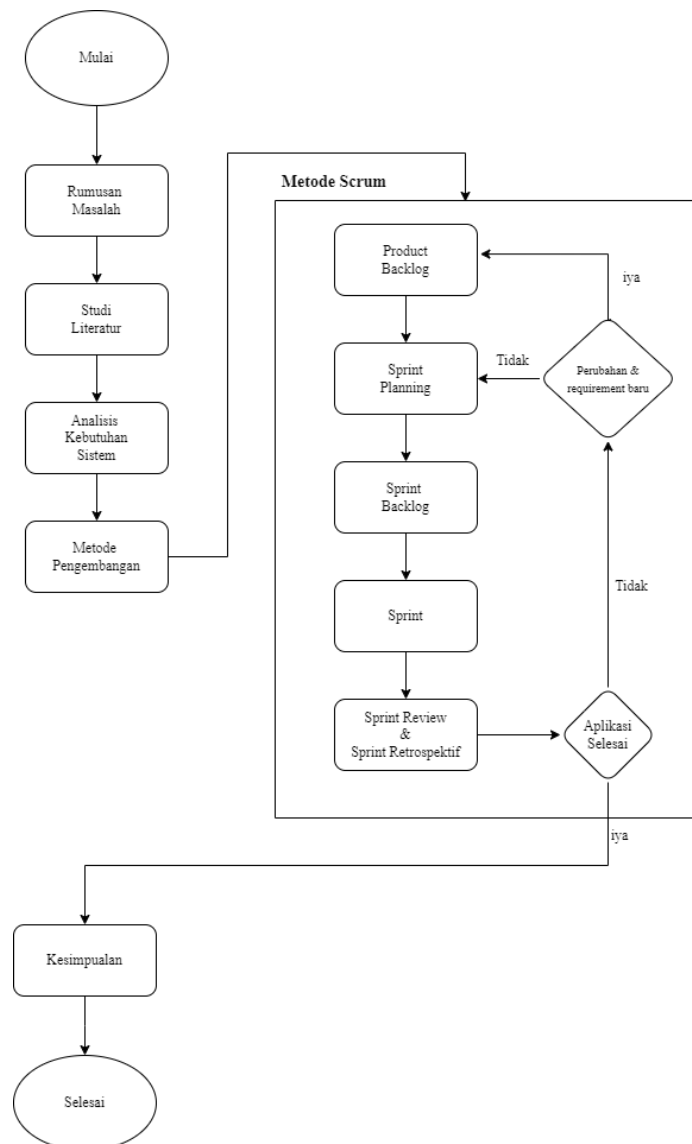 Mulai
Rumusan
Masalah
Studi
Literatur
Analisis
Kebutuhan
Sistem
Metode
Pengembangan
Metode Scrum
Product
Backlog
iya
Sprint
Planning
Tidak
Perubahan &
requirement baru
Sprint
Backlog
Sprint
Tidak
Sprint Review
&
Sprint Retrospektif
Aplikasi
Selesai
iya
Kesimpualan
Selesai